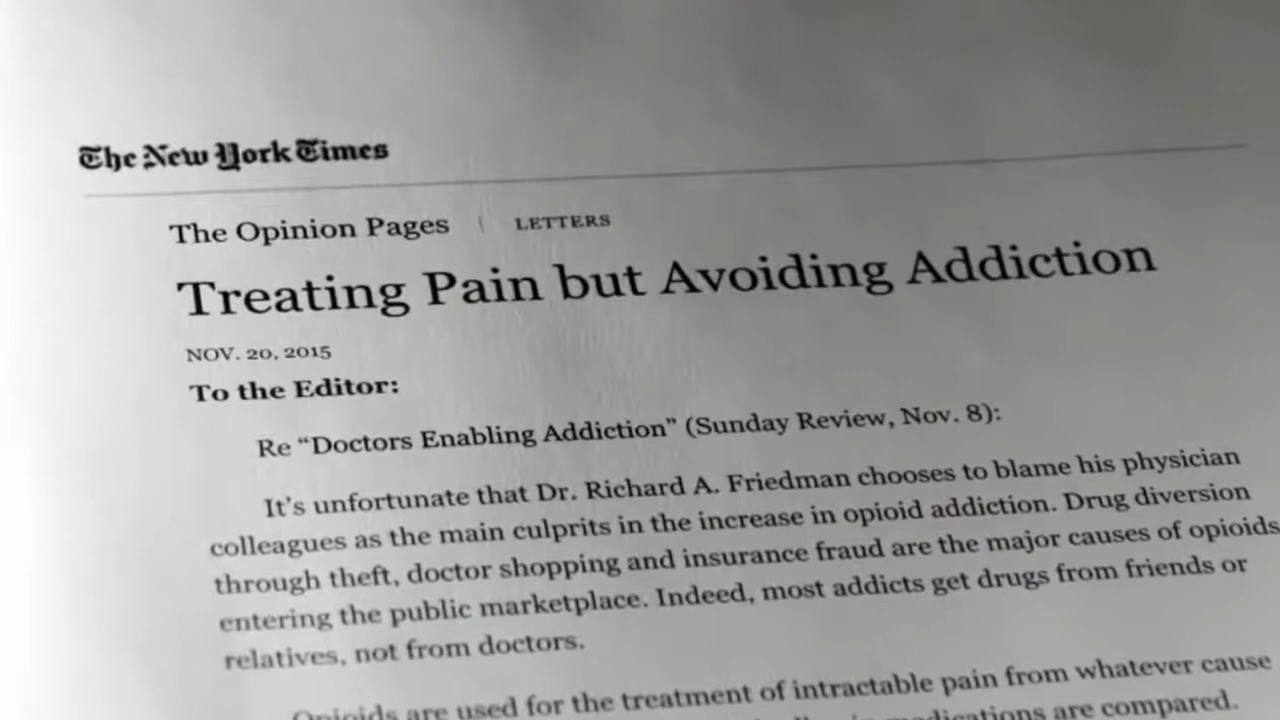 The New York Times
The Opinion Pages | LETTERS
Treating Pain but Avoiding Addiction
NOV. 20, 2015
To the Editor:
Re “Doctors Enabling Addiction” (Sunday Review, Nov. 8):
It’s unfortunate that Dr. Richard A. Friedman chooses to blame his physician
colleagues as the main culprits in the increase in opioid addiction. Drug diversion
through theft, doctor shopping and insurance fraud are the major causes of opioids
entering the public marketplace. Indeed, most addicts get drugs from friends or
relatives, not from doctors.
Opioids are used for the treatment of intractable pain from whatever cause
medications are compared.